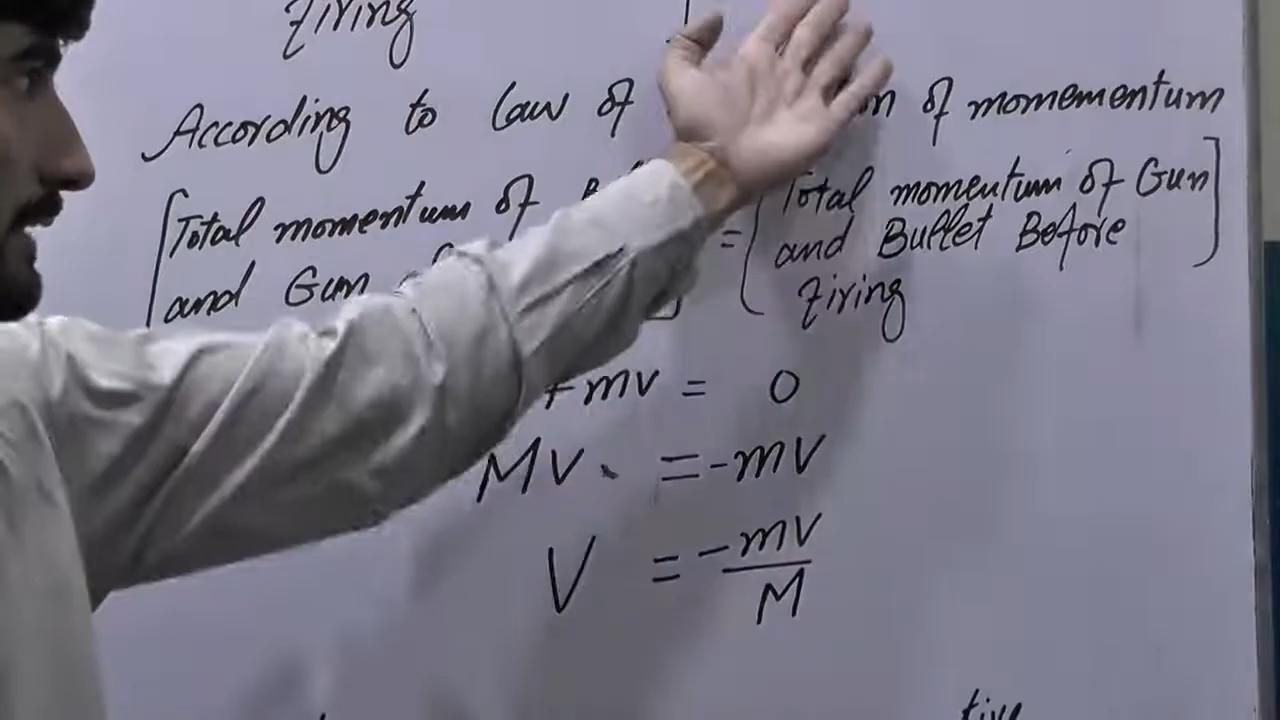 Firing
According to law of of momementum
[Total momentum of
and Gun
= [Total momentum of Gun
and Bullet Before
Firing]
+mv = 0
MV = -mv
V = -mv/M
tive